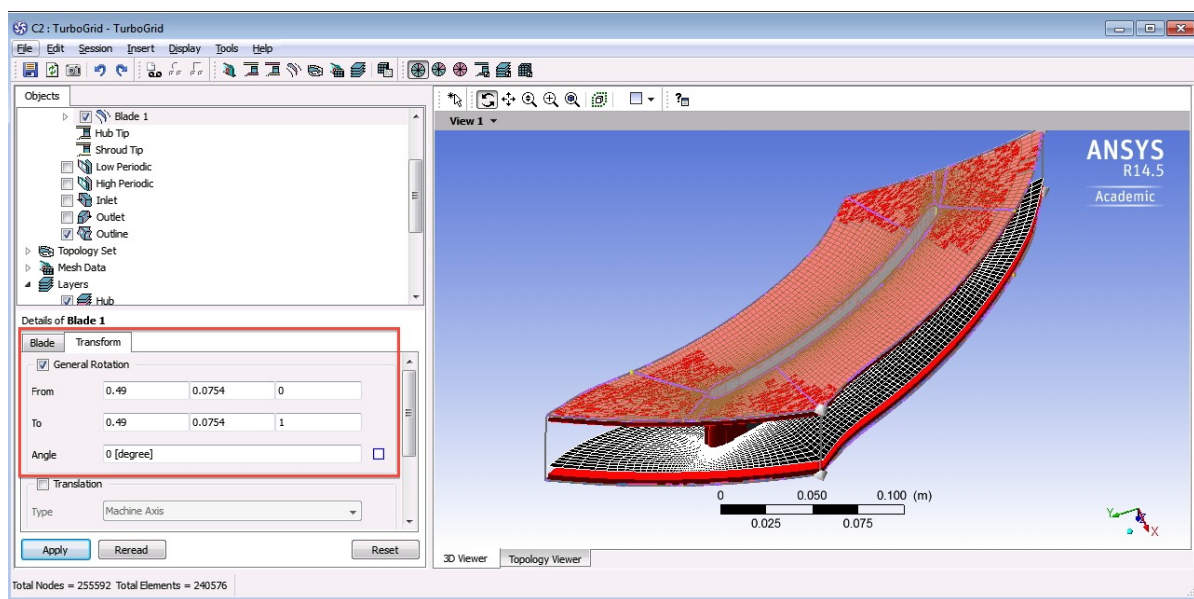 C2 : TurboGrid - TurboGrid
File Edit Session Insert Display Tools Help
Objects
Blade 1
Hub Tip
Shroud Tip
Low Periodic
High Periodic
Inlet
Outlet
Outline
Topology Set
Mesh Data
Layers
Hub
Details of Blade 1
Blade Transform
General Rotation
From 0.49 0.0754 0
To 0.49 0.0754 1
Angle 0 [degree]
Translation
Type Machine Axis
Apply Reread Reset
Total Nodes = 255592 Total Elements = 240576
View 1
ANSYS
R14.5
Academic
0 0.050 0.100 (m)
0.025 0.075
Y
X
3D Viewer Topology Viewer